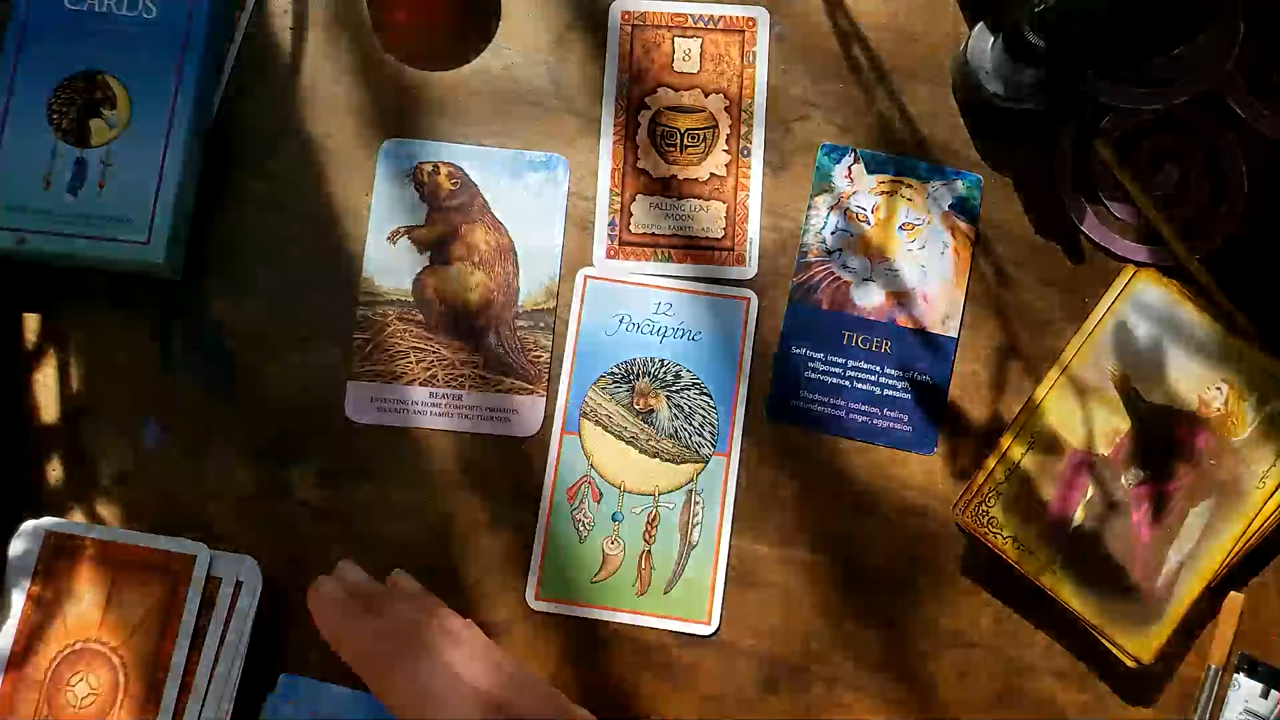 CARDS
8
FALLING LEAF
MOON
SCORPIO - BASKETS - ADULT
BEAVER
INVESTING IN HOME COMFORTS PROVIDES
SECURITY AND FAMILY TOGETHERNESS
12
Porcupine
TIGER
Self trust, inner guidance, leaps of faith,
willpower, personal strength,
clairvoyance, healing, passion
Shadow side: isolation, feeling
misunderstood, anger, aggression